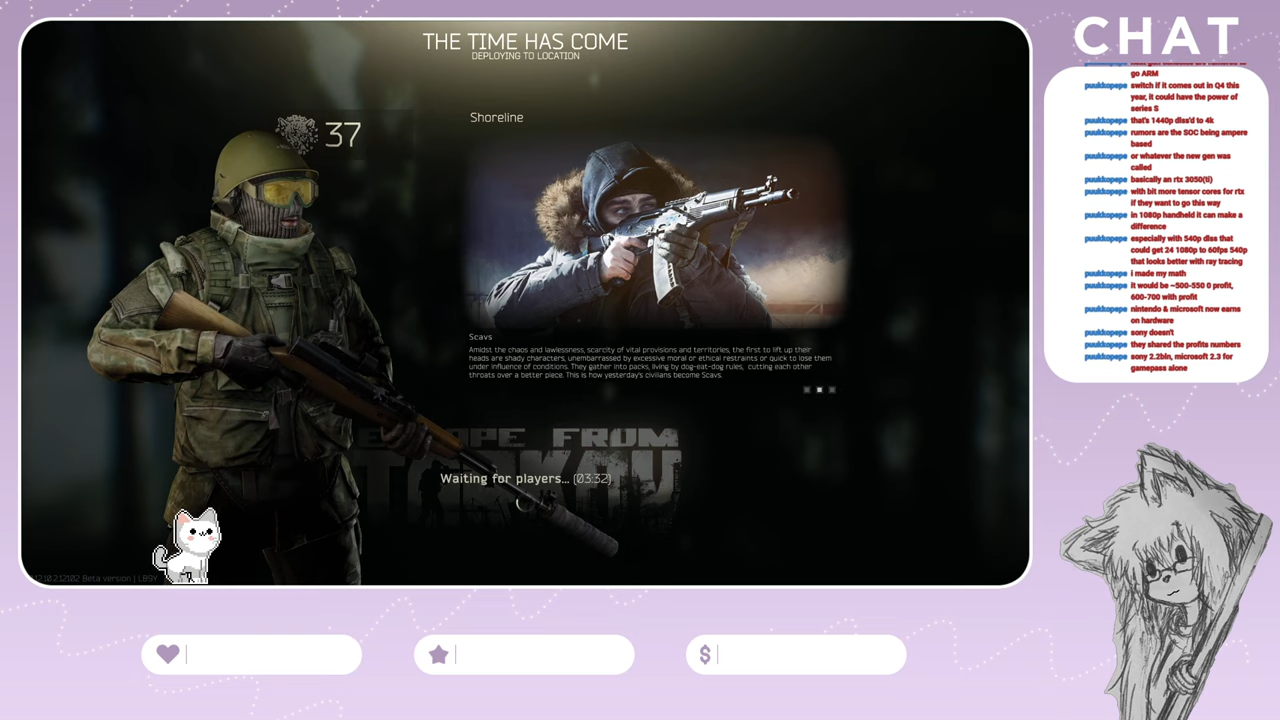 THE TIME HAS COME
DEPLOYING TO LOCATION
37
Shoreline
Scavs
Amidst the chaos and lawlessness, scarcity of vital provisions and territories, the first to lift up their
heads are shady characters, unembarrassed by excessive moral or ethical restraints or quick to lose them
under influence of conditions. They gather into packs, living by dog-eat-dog rules, cutting each other
throats over a better piece. This is how yesterday's civilians become Scavs.
ESCAPE FROM
TARKOV
Waiting for players... (03:32)
Beta version | LB9Y
$
CHAT
go ARM
puukkopepe switch if it comes out in Q4 this
year, it could have the power of
series S
puukkopepe that's 1440p dlss'd to 4k
puukkopepe rumors are the SOC being ampere
based
puukkopepe or whatever the new gen was
called
puukkopepe basically an rtx 3050(ti)
puukkopepe with bit more tensor cores for rtx
if they want to go this way
puukkopepe in 1080p handheld it can make a
difference
puukkopepe especially with 540p dlss that
could get 24 1080p to 60fps 540p
that looks better with ray tracing
puukkopepe i made my math
puukkopepe it would be ~500-550 0 profit,
600-700 with profit
puukkopepe nintendo & microsoft now earns
on hardware
puukkopepe sony doesn't
puukkopepe they shared the profits numbers
puukkopepe sony 2.2bln, microsoft 2.3 for
gamepass alone